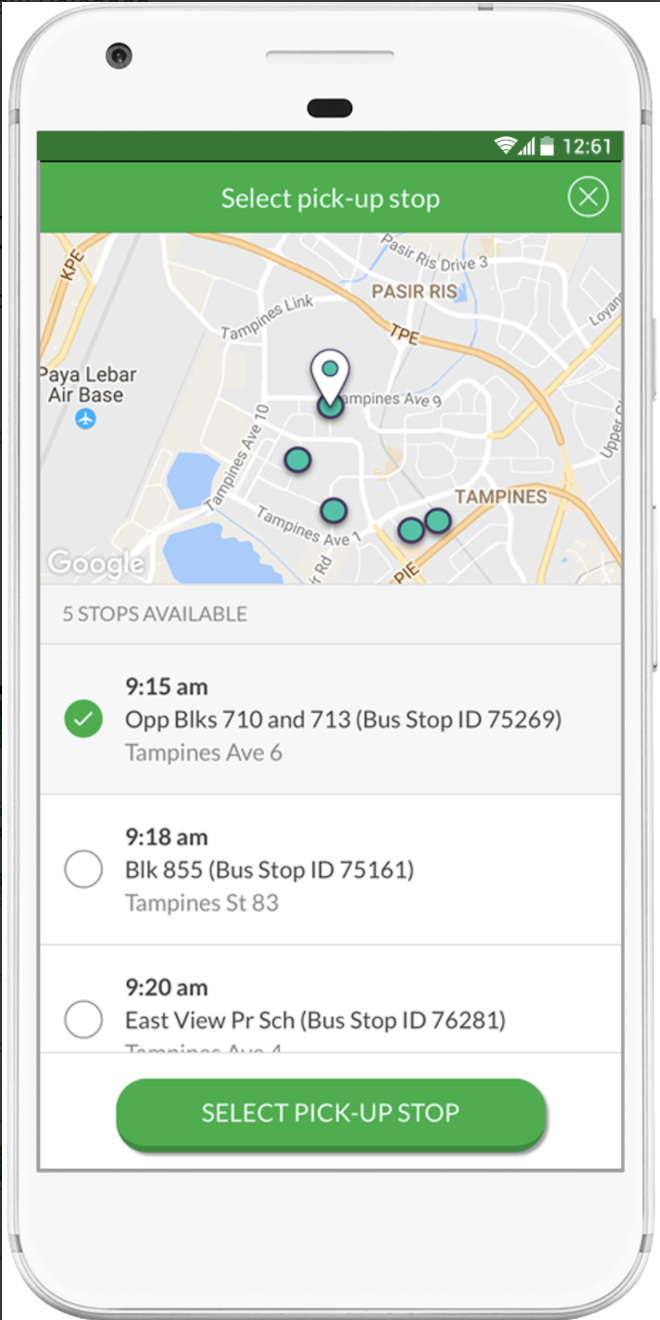 12:61
Select pick-up stop
Pasir Ris Drive 3
KPE
PASIR RIS
Tampines Link
TPE
Paya Lebar
Air Base
ampines Ave 9
Tampines Ave 10
TAMPINES
Tampines Ave 1
Google
ir Rd
PIE
Loyang
Upper C
5 STOPS AVAILABLE
9:15 am
Opp Blks 710 and 713 (Bus Stop ID 75269)
Tampines Ave 6
9:18 am
Blk 855 (Bus Stop ID 75161)
Tampines St 83
9:20 am
East View Pr Sch (Bus Stop ID 76281)
Tampines Ave 4
SELECT PICK-UP STOP